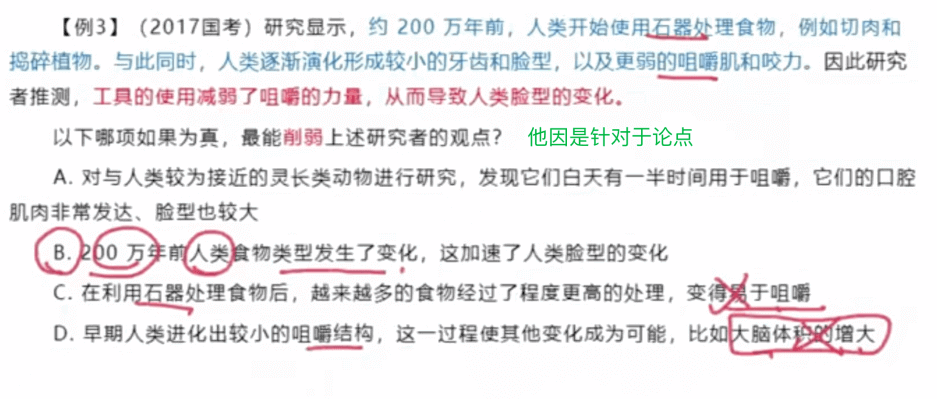 【例3】（2017国考）研究显示，约 200 万年前，人类开始使用石器处理食物，例如切肉和
捣碎植物。与此同时，人类逐渐演化形成较小的牙齿和脸型，以及更弱的咀嚼肌和咬力。因此研究
者推测，工具的使用减弱了咀嚼的力量，从而导致人类脸型的变化。
以下哪项如果为真，最能削弱上述研究者的观点？ 他因是针对于论点
A. 对与人类较为接近的灵长类动物进行研究，发现它们白天有一半时间用于咀嚼，它们的口腔
肌肉非常发达、脸型也较大
B. 200 万年前人类食物类型发生了变化，这加速了人类脸型的变化
C. 在利用石器处理食物后，越来越多的食物经过了程度更高的处理，变得易于咀嚼
D. 早期人类进化出较小的咀嚼结构，这一过程使其他变化成为可能，比如大脑体积的增大